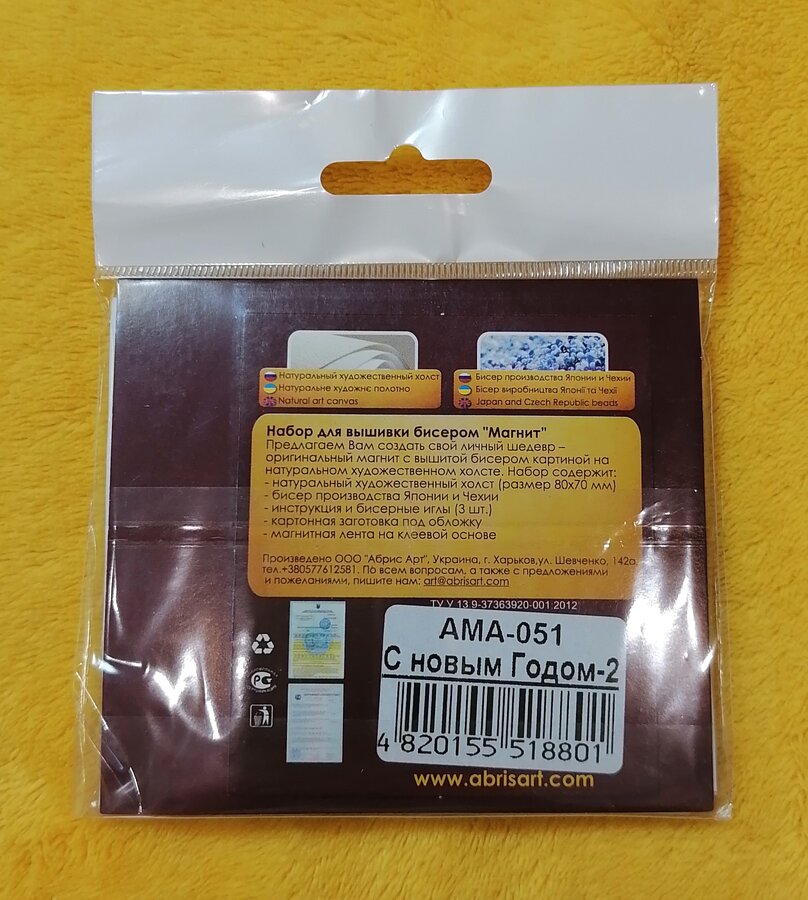 Натуральный художественный холст
Натуральне художнє полотно
Natural art canvas
Бисер производства Японии и Чехии
Бісер виробництва Японії та Чехії
Japan and Czech Republic beads
Набор для вышивки бисером "Магнит"
Предлагаем Вам создать свой личный шедевр –
оригинальный магнит с вышитой бисером картиной на
натуральном художественном холсте. Набор содержит:
- натуральный художественный холст (размер 80х70 мм)
- бисер производства Японии и Чехии
- инструкция и бисерные иглы (3 шт.)
- картонная заготовка под обложку
- магнитная лента на клеевой основе
Произведено ООО "Абрис Арт", Украина, г. Харьков,ул. Шевченко, 142а,
тел.+380577612581. По всем вопросам, а также с предложениями
и пожеланиями, пишите нам: art@abrisart.com
ТУ У 13.9-37363920-001:2012
АМА-051
С новым Годом-2
4 820155 518801
www.abrisart.com